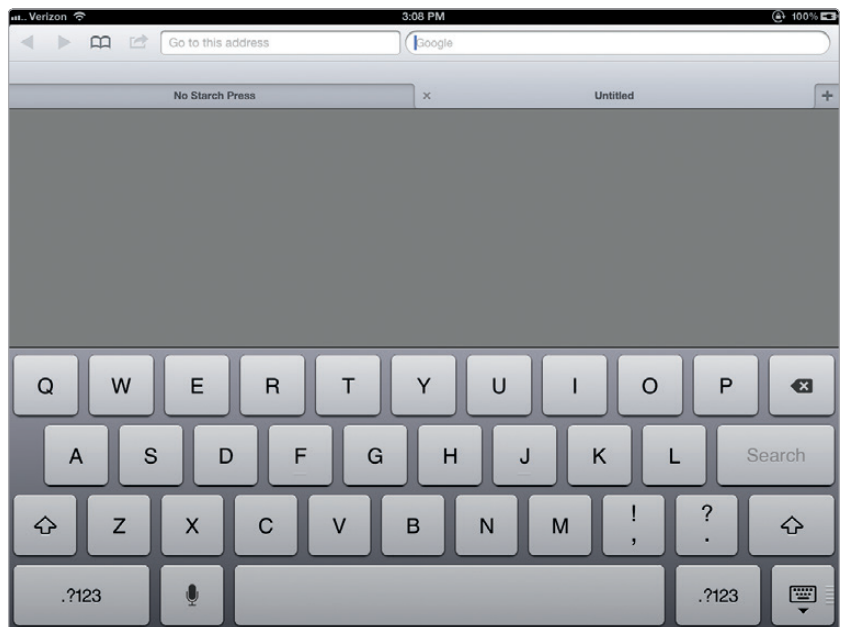 Verizon 3:08 PM 100%
Go to this address Google
No Starch Press × Untitled +
Q W E R T Y U I O P
A S D F G H J K L Search
Z X C V B N M ! , ? .
.?123 .?123